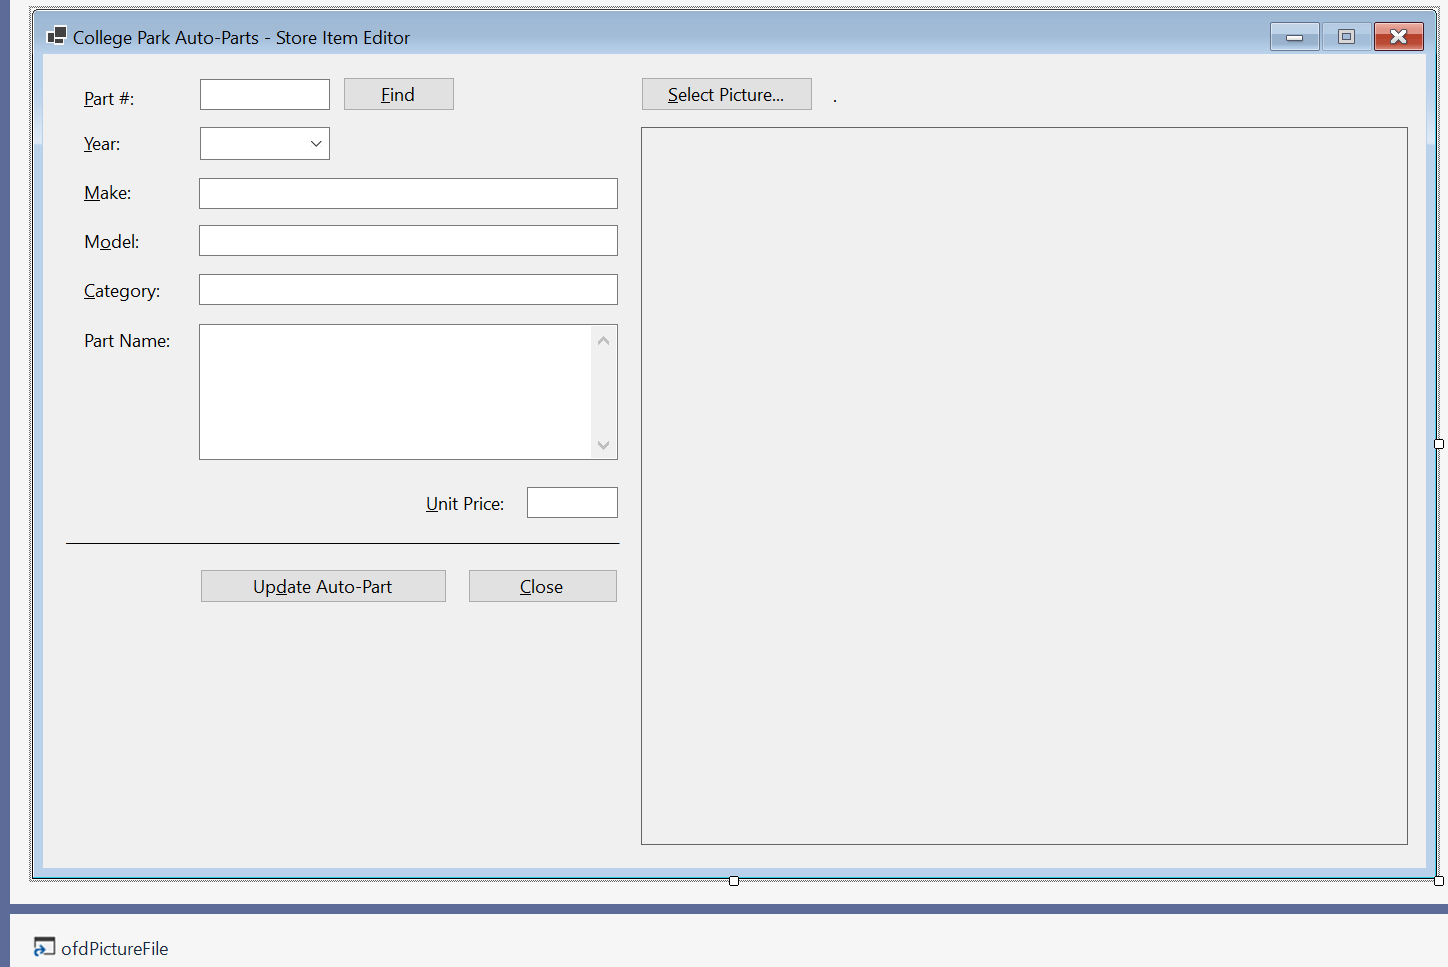 College Park Auto-Parts - Store Item Editor
Part #:
Find
Select Picture...
.
Year:
Make:
Model:
Category:
Part Name:
Unit Price:
Update Auto-Part
Close
ofdPictureFile